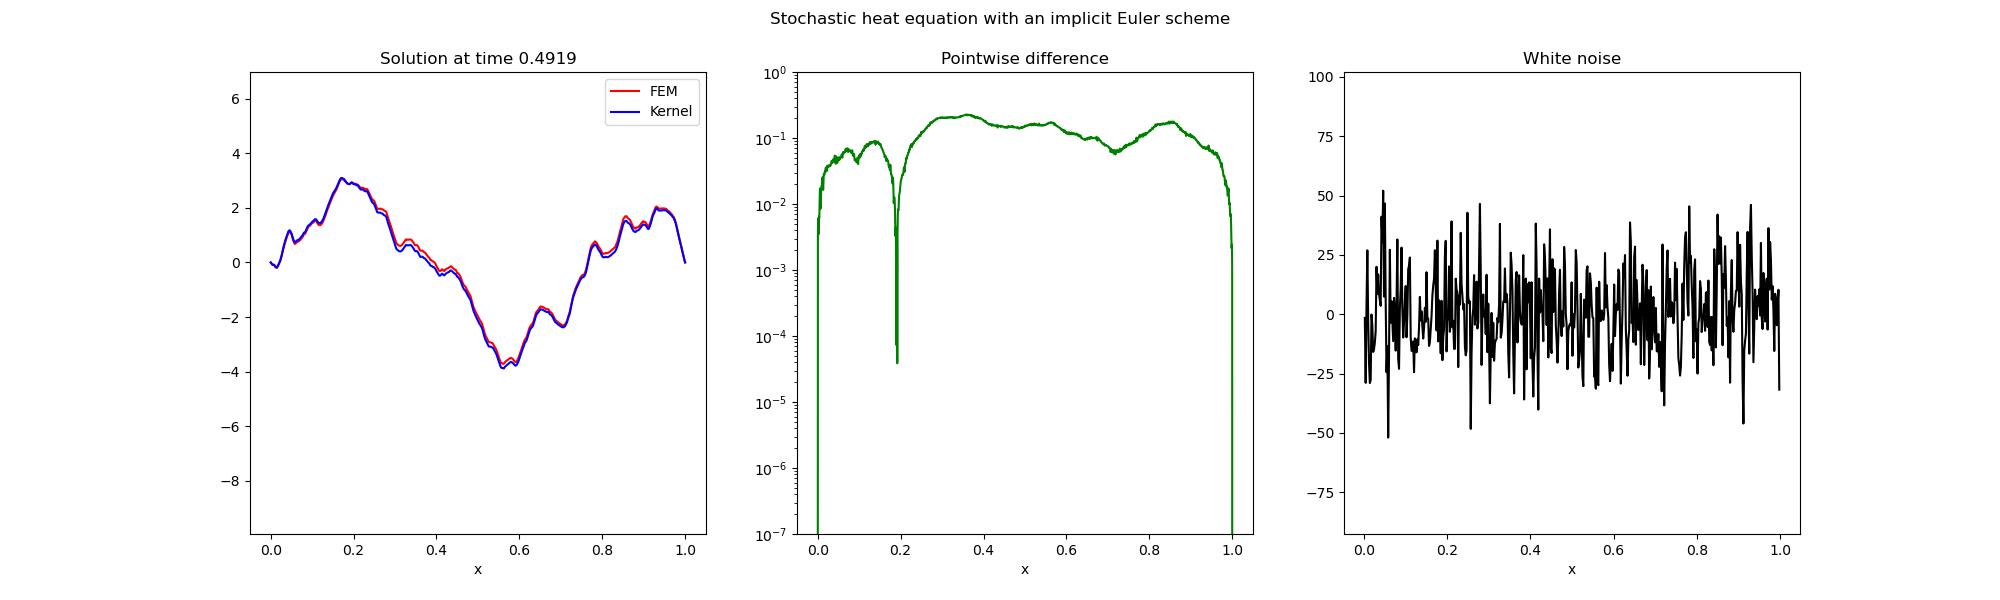 Stochastic heat equation with an implicit Euler scheme
Solution at time 0.4919
FEM
Kernel
6
4
2
0
−2
−4
−6
−8
0.0 0.2 0.4 0.6 0.8 1.0
x
Pointwise difference
10⁰
10⁻¹
10⁻²
10⁻³
10⁻⁴
10⁻⁵
10⁻⁶
10⁻⁷
0.0 0.2 0.4 0.6 0.8 1.0
x
White noise
100
75
50
25
0
−25
−50
−75
0.0 0.2 0.4 0.6 0.8 1.0
x